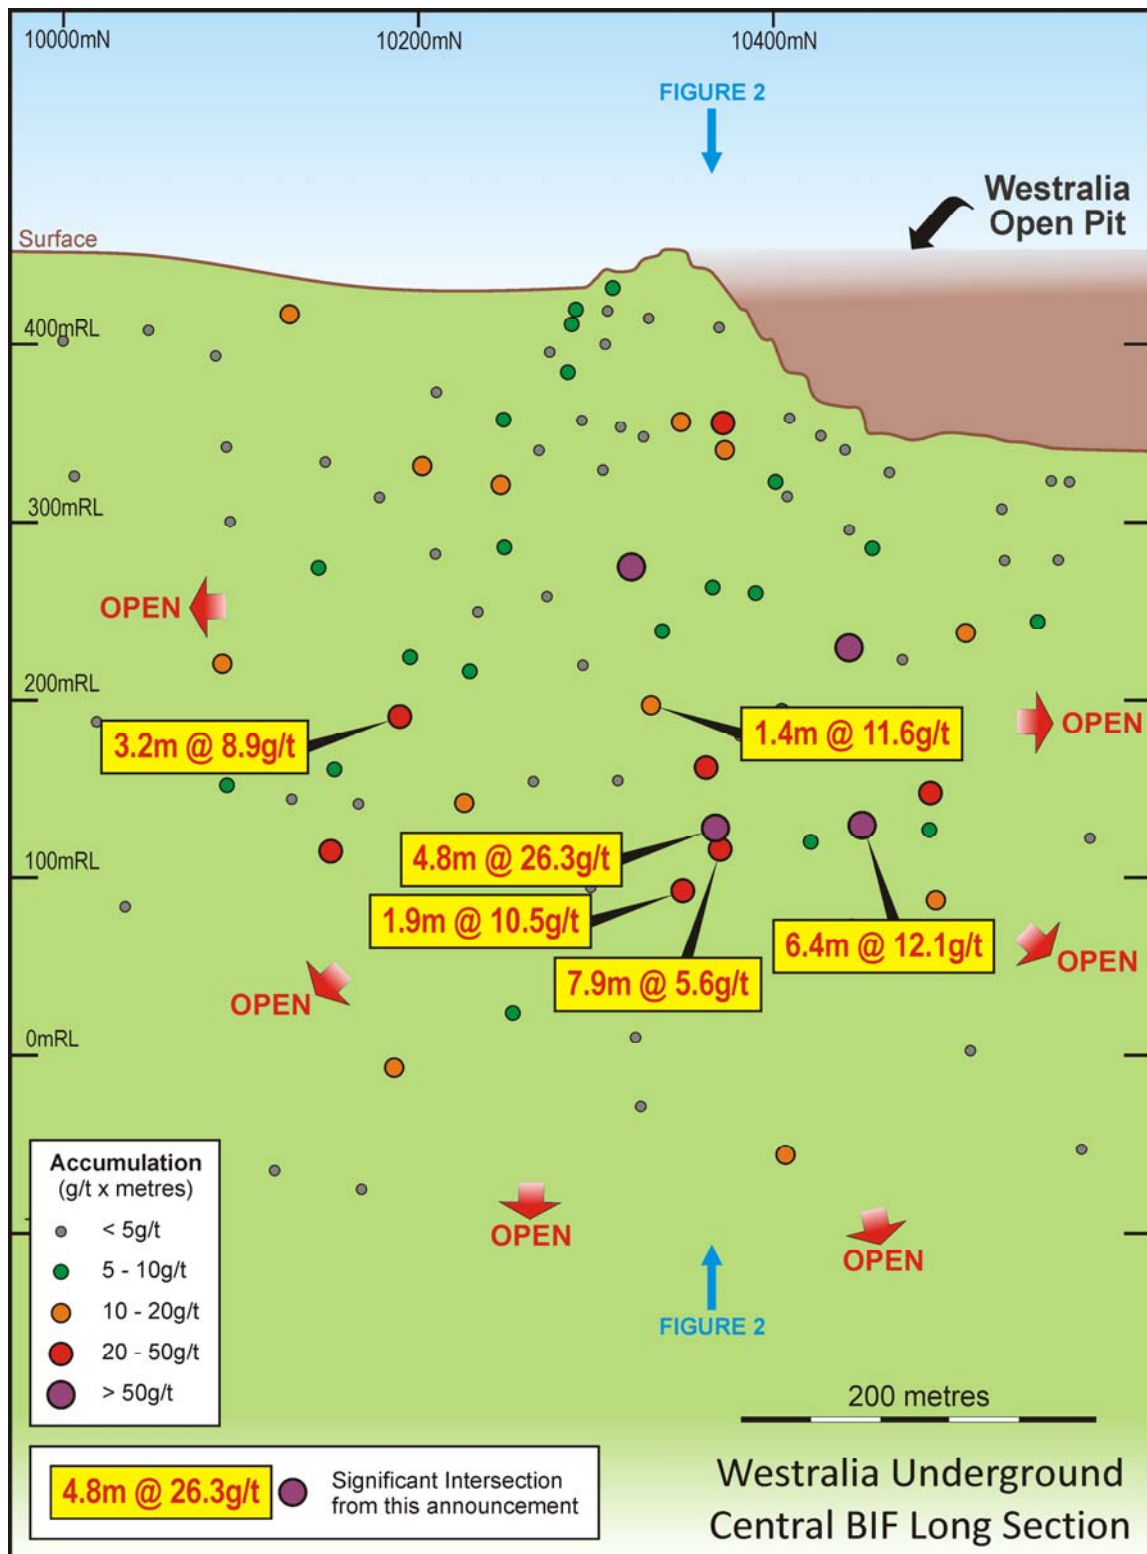 10000mN
10200mN
10400mN
FIGURE 2
Westralia
Open Pit
Surface
400mRL
300mRL
OPEN
200mRL
OPEN
3.2m @ 8.9g/t
1.4m @ 11.6g/t
4.8m @ 26.3g/t
100mRL
1.9m @ 10.5g/t
6.4m @ 12.1g/t
7.9m @ 5.6g/t
OPEN
OPEN
0mRL
Accumulation
(g/t x metres)
< 5g/t
5 - 10g/t
10 - 20g/t
20 - 50g/t
> 50g/t
OPEN
OPEN
FIGURE 2
200 metres
4.8m @ 26.3g/t
Significant Intersection
from this announcement
Westralia Underground
Central BIF Long Section